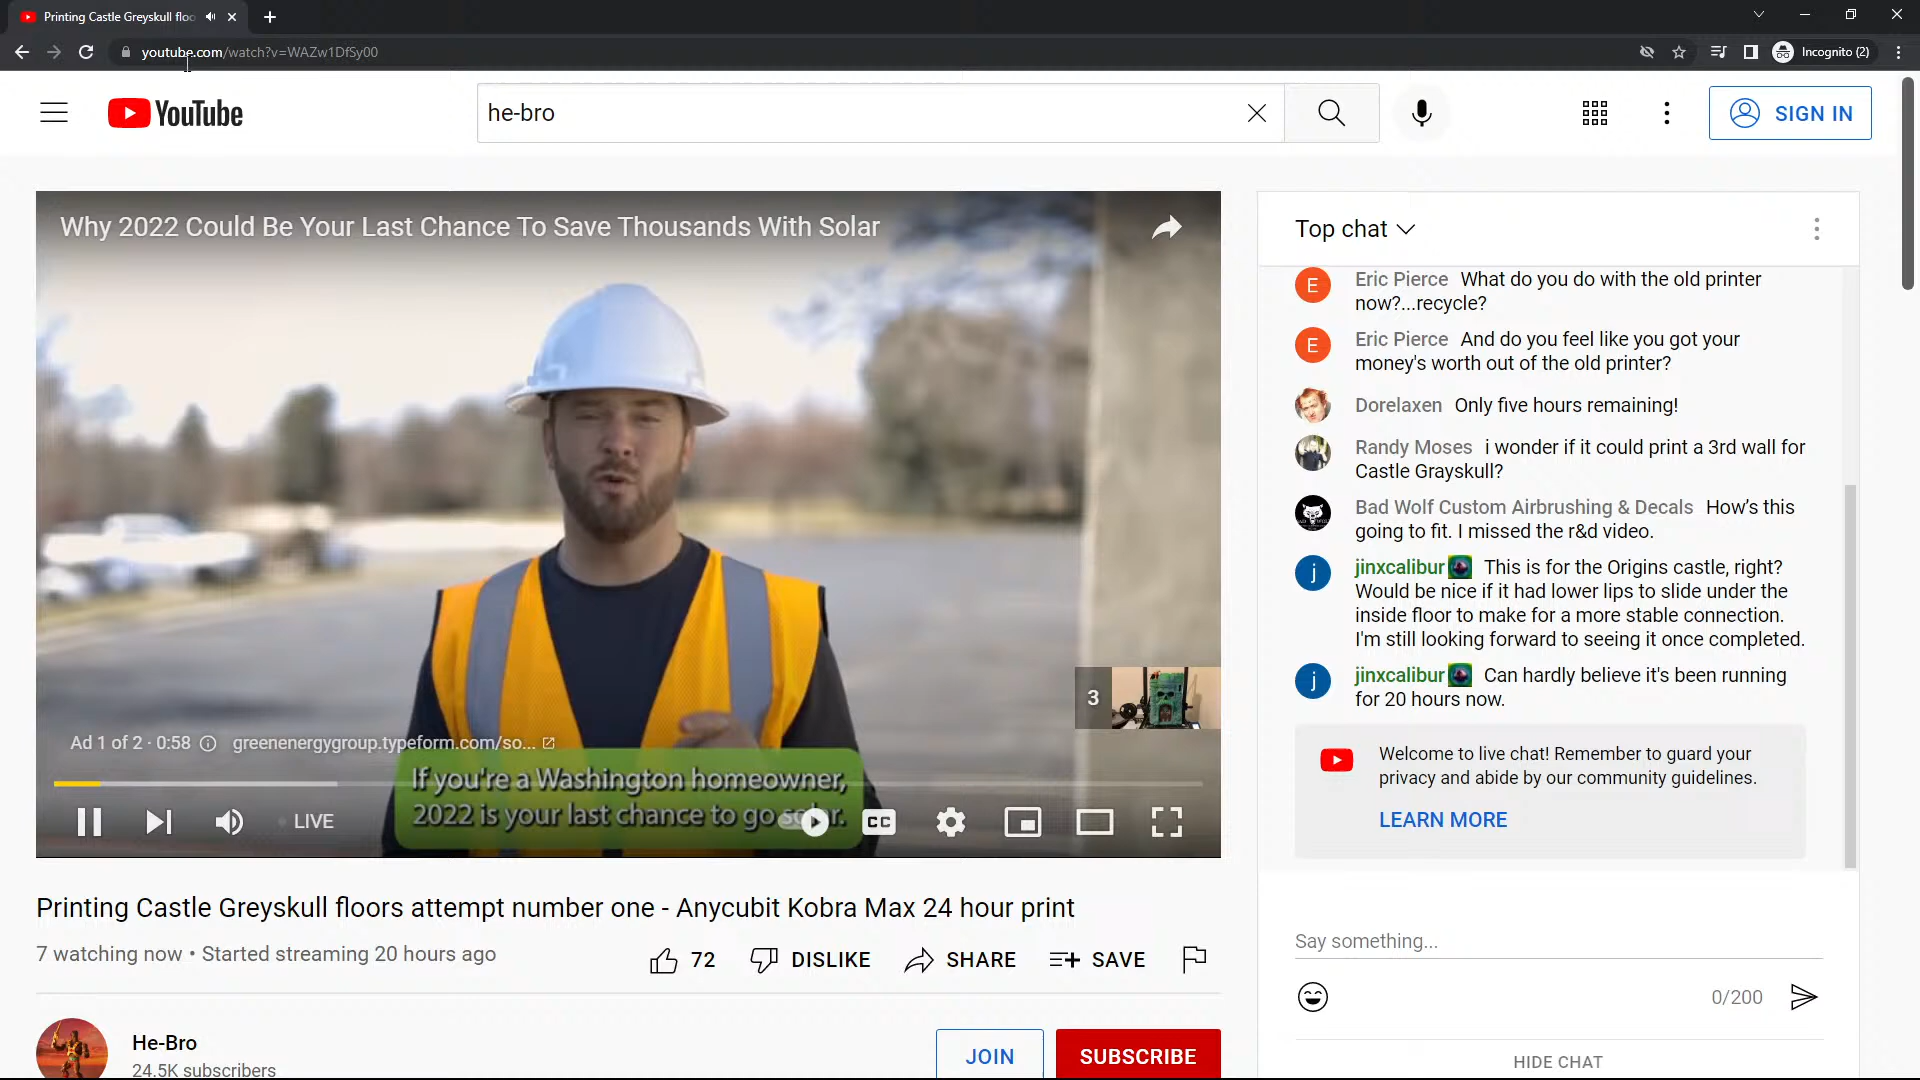 Printing Castle Greyskull floo
youtube.com/watch?v=WAZw1DfSy00
Incognito (2)
YouTube
he-bro
SIGN IN
Why 2022 Could Be Your Last Chance To Save Thousands With Solar
3
Ad 1 of 2 · 0:58
greenenergygroup.typeform.com/so...
If you're a Washington homeowner,
2022 is your last chance to go solar.
LIVE
CC
Printing Castle Greyskull floors attempt number one - Anycubit Kobra Max 24 hour print
7 watching now • Started streaming 20 hours ago
72
DISLIKE
SHARE
SAVE
He-Bro
24.5K subscribers
JOIN
SUBSCRIBE
Top chat
E
Eric Pierce What do you do with the old printer
now?...recycle?
E
Eric Pierce And do you feel like you got your
money's worth out of the old printer?
Dorelaxen Only five hours remaining!
Randy Moses i wonder if it could print a 3rd wall for
Castle Grayskull?
Bad Wolf Custom Airbrushing & Decals How’s this
going to fit. I missed the r&d video.
j
jinxcalibur This is for the Origins castle, right?
Would be nice if it had lower lips to slide under the
inside floor to make for a more stable connection.
I'm still looking forward to seeing it once completed.
j
jinxcalibur Can hardly believe it's been running
for 20 hours now.
Welcome to live chat! Remember to guard your
privacy and abide by our community guidelines.
LEARN MORE
Say something...
0/200
HIDE CHAT